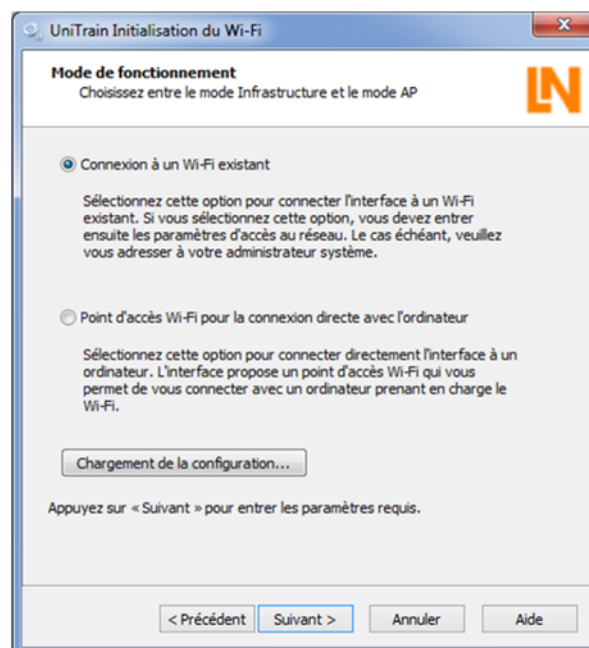 UniTrain Initialisation du Wi-Fi
Mode de fonctionnement
Choisissez entre le mode Infrastructure et le mode AP
LN
Connexion à un Wi-Fi existant
Sélectionnez cette option pour connecter l'interface à un Wi-Fi
existant. Si vous sélectionnez cette option, vous devez entrer
ensuite les paramètres d'accès au réseau. Le cas échéant, veuillez
vous adresser à votre administrateur système.
Point d'accès Wi-Fi pour la connexion directe avec l'ordinateur
Sélectionnez cette option pour connecter directement l'interface à un
ordinateur. L'interface propose un point d'accès Wi-Fi qui vous
permet de vous connecter avec un ordinateur prenant en charge le
Wi-Fi.
Chargement de la configuration...
Appuyez sur « Suivant » pour entrer les paramètres requis.
< Précédent Suivant > Annuler Aide